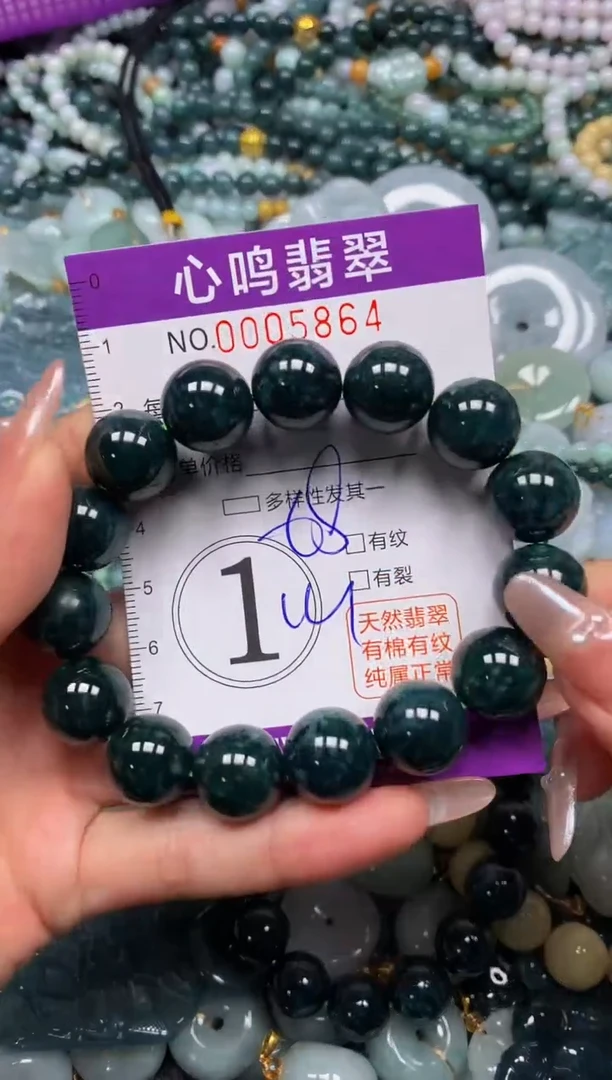 0
心鸣翡翠
NO.0005864
1
2 每
单价格
多样性发其一
4
有纹
5
1
有裂
天然翡翠
6
有棉有纹
纯属正常
7